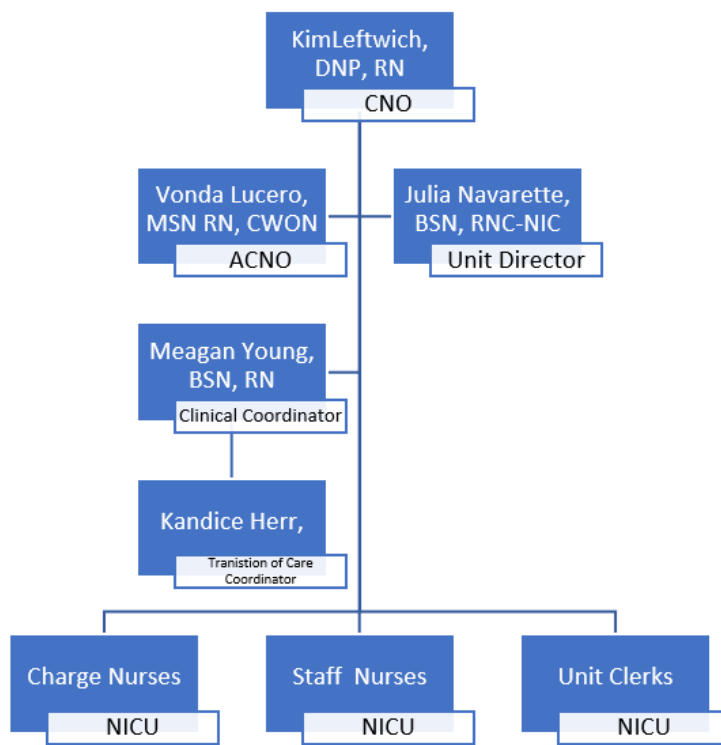 KimLeftwich,
DNP, RN
CNO
Vonda Lucero,
MSN RN, CWON
ACNO
Julia Navarette,
BSN, RNC-NIC
Unit Director
Meagan Young,
BSN, RN
Clinical Coordinator
Kandice Herr,
Tranistion of Care
Coordinator
Charge Nurses
NICU
Staff Nurses
NICU
Unit Clerks
NICU